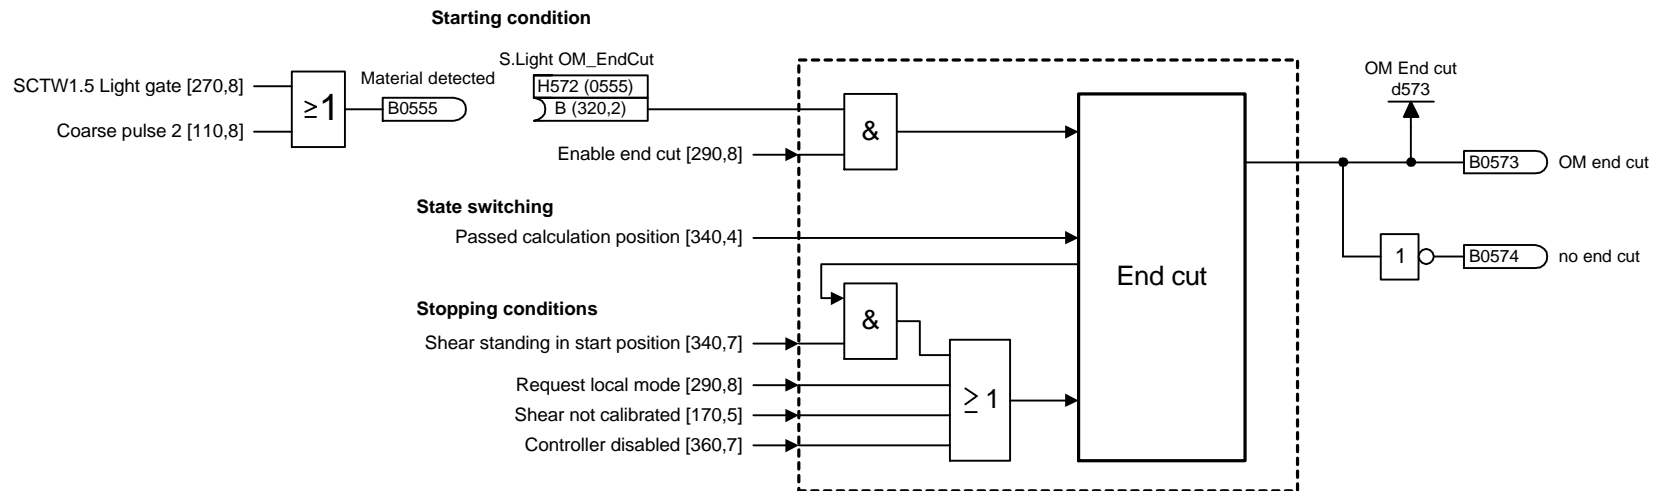 Starting condition
S.Light OM_EndCut
SCTW1.5 Light gate [270,8]
Coarse pulse 2 [110,8]
≥1
Material detected
B0555
H572 (0555)
B (320,2)
Enable end cut [290,8]
&
State switching
Passed calculation position [340,4]
Stopping conditions
Shear standing in start position [340,7]
&
Request local mode [290,8]
Shear not calibrated [170,5]
Controller disabled [360,7]
≥ 1
End cut
OM End cut
d573
B0573
OM end cut
1
B0574
no end cut